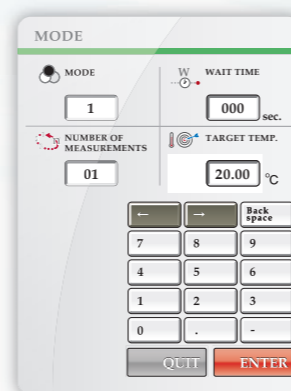 MODE
MODE
1
W
WAIT TIME
000 sec.
NUMBER OF
MEASUREMENTS
01
TARGET TEMP.
20.00 °C
← → Back space
7 8 9
4 5 6
1 2 3
0 . -
QUIT ENTER